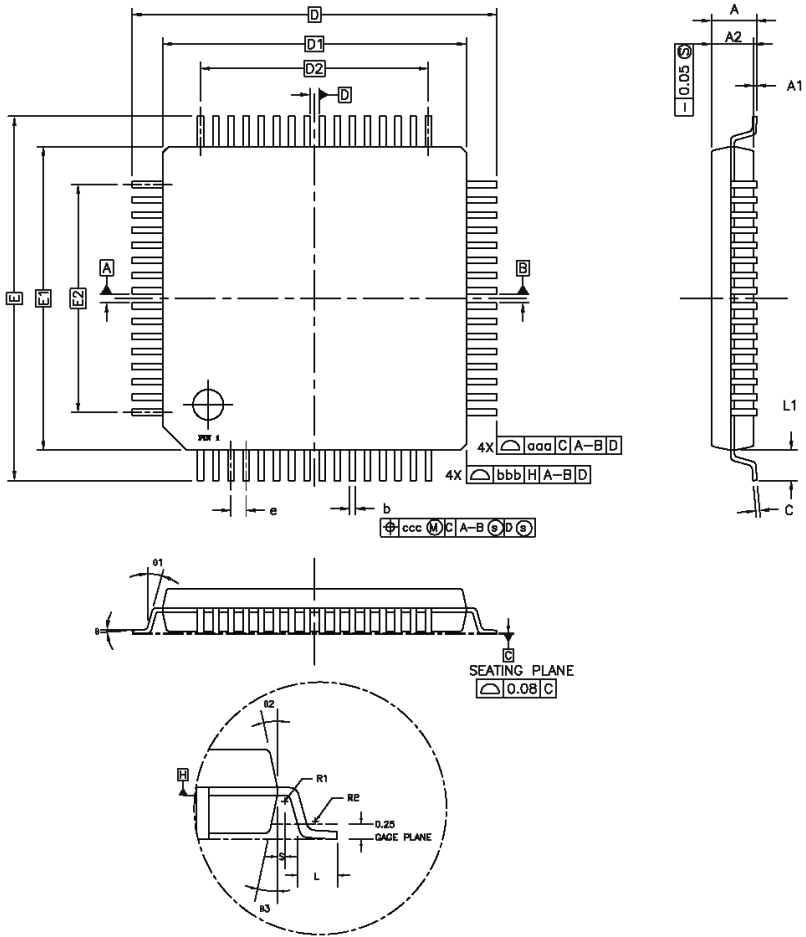 D
A
D1
A2
D2
- 0.05 Ⓢ
A1
D
A
B
E
E1
E2
L1
PIN 1
4X ⌓ aaa C A-B D
4X ⌓ bbb H A-B D
e
b
C
⌖ ccc Ⓜ C A-B Ⓢ D Ⓢ
θ1
θ
C
SEATING PLANE
⌓ 0.08 C
θ2
H
R1
R2
0.25
GAGE PLANE
S
L
θ3